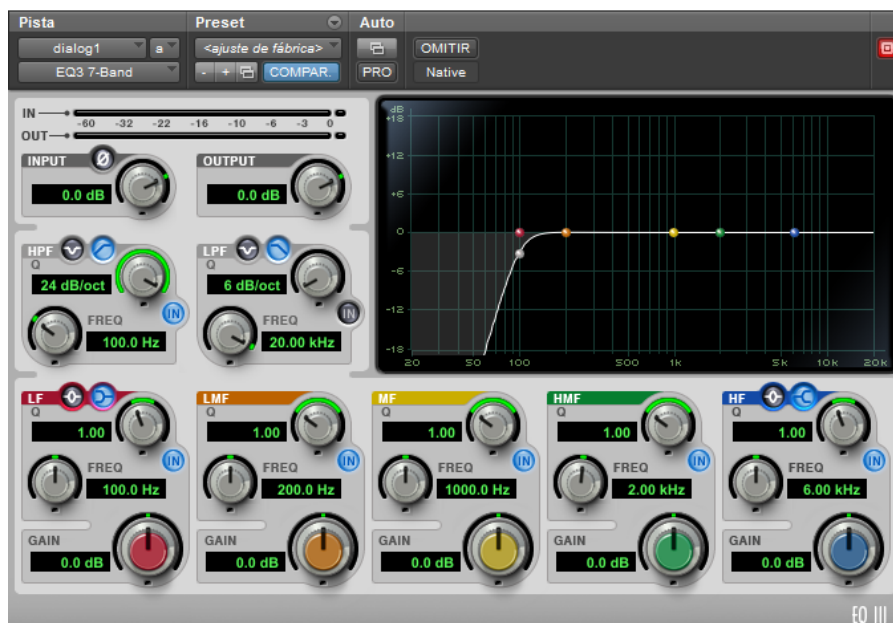 Pista Preset Auto
dialog1 a <ajuste de fábrica> OMITIR
EQ3 7-Band - + COMPAR. PRO Native
IN
-60 -32 -22 -16 -10 -6 -3 0
OUT
INPUT Ø OUTPUT
0.0 dB 0.0 dB
HPF LPF
Q Q
24 dB/oct 6 dB/oct
IN IN
FREQ FREQ
100.0 Hz 20.00 kHz
dB
+18
+12
+6
0
-6
-12
-18
20 50 100 500 1k 5k 10k 20k
LF LMF MF HMF HF
Q Q Q Q Q
1.00 1.00 1.00 1.00 1.00
IN IN IN IN IN
FREQ FREQ FREQ FREQ FREQ
100.0 Hz 200.0 Hz 1000.0 Hz 2.00 kHz 6.00 kHz
GAIN GAIN GAIN GAIN GAIN
0.0 dB 0.0 dB 0.0 dB 0.0 dB 0.0 dB
EQ III